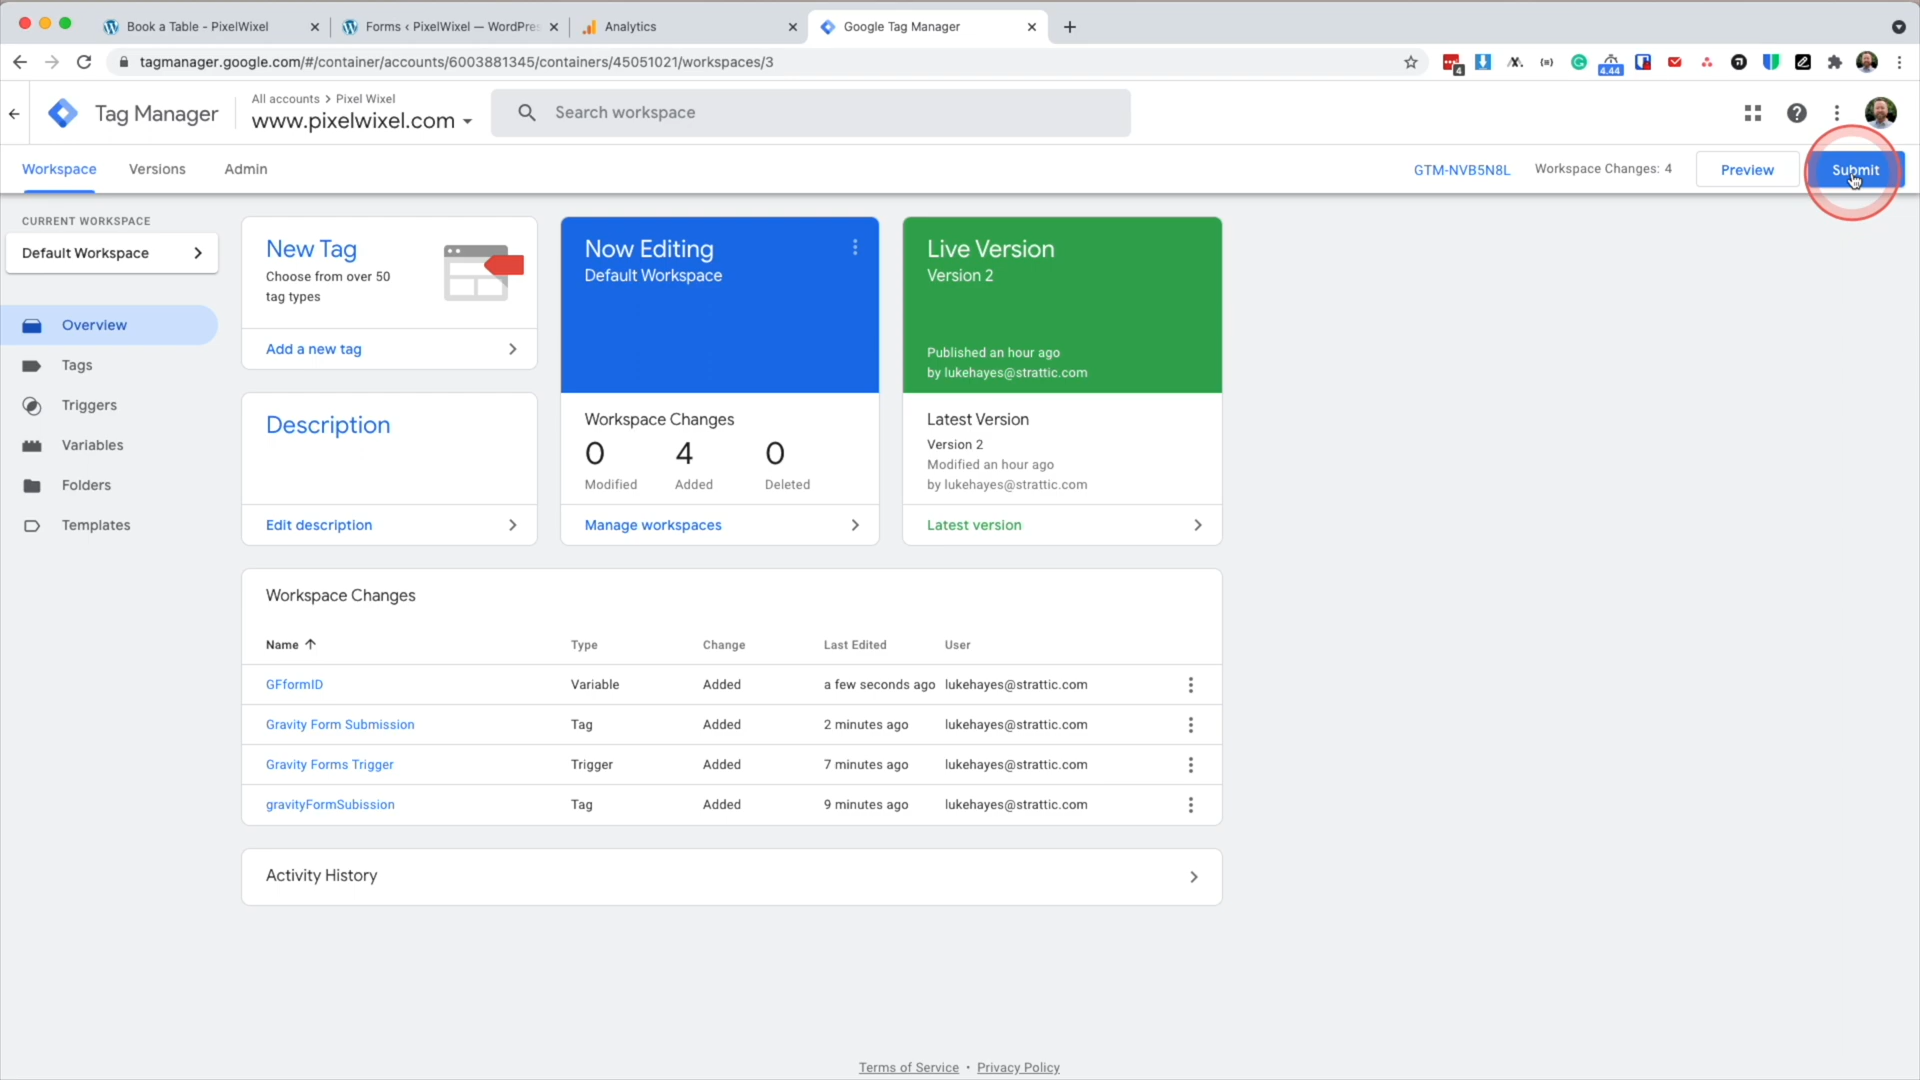 Book a Table - PixelWixel
Forms ‹ PixelWixel — WordPres
Analytics
Google Tag Manager
tagmanager.google.com/#/container/accounts/6003881345/containers/45051021/workspaces/3
4
4.44
Tag Manager
All accounts > Pixel Wixel
www.pixelwixel.com
Search workspace
Workspace
Versions
Admin
GTM-NVB5N8L
Workspace Changes: 4
Preview
Submit
CURRENT WORKSPACE
Default Workspace
Overview
Tags
Triggers
Variables
Folders
Templates
New Tag
Choose from over 50
tag types
Add a new tag
Description
Edit description
Now Editing
Default Workspace
Workspace Changes
0 4 0
Modified Added Deleted
Manage workspaces
Live Version
Version 2
Published an hour ago
by lukehayes@strattic.com
Latest Version
Version 2
Modified an hour ago
by lukehayes@strattic.com
Latest version
Workspace Changes
Name Type Change Last Edited User
GFformID Variable Added a few seconds ago lukehayes@strattic.com
Gravity Form Submission Tag Added 2 minutes ago lukehayes@strattic.com
Gravity Forms Trigger Trigger Added 7 minutes ago lukehayes@strattic.com
gravityFormSubission Tag Added 9 minutes ago lukehayes@strattic.com
Activity History
Terms of Service • Privacy Policy